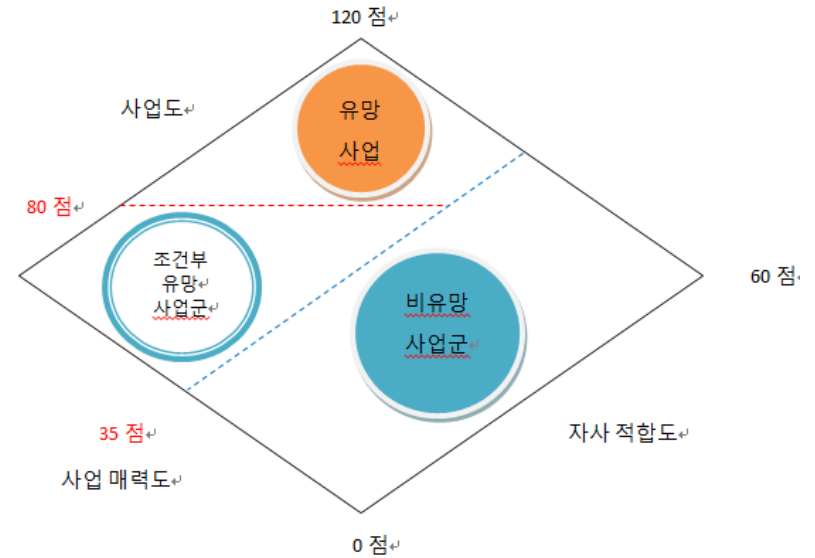 120 점↵
사업도↵
유망
사업
80 점↵
조건부
유망↵
사업군↵
60 점↵
비유망
사업군↵
35 점↵
자사 적합도↵
사업 매력도↵
0 점↵